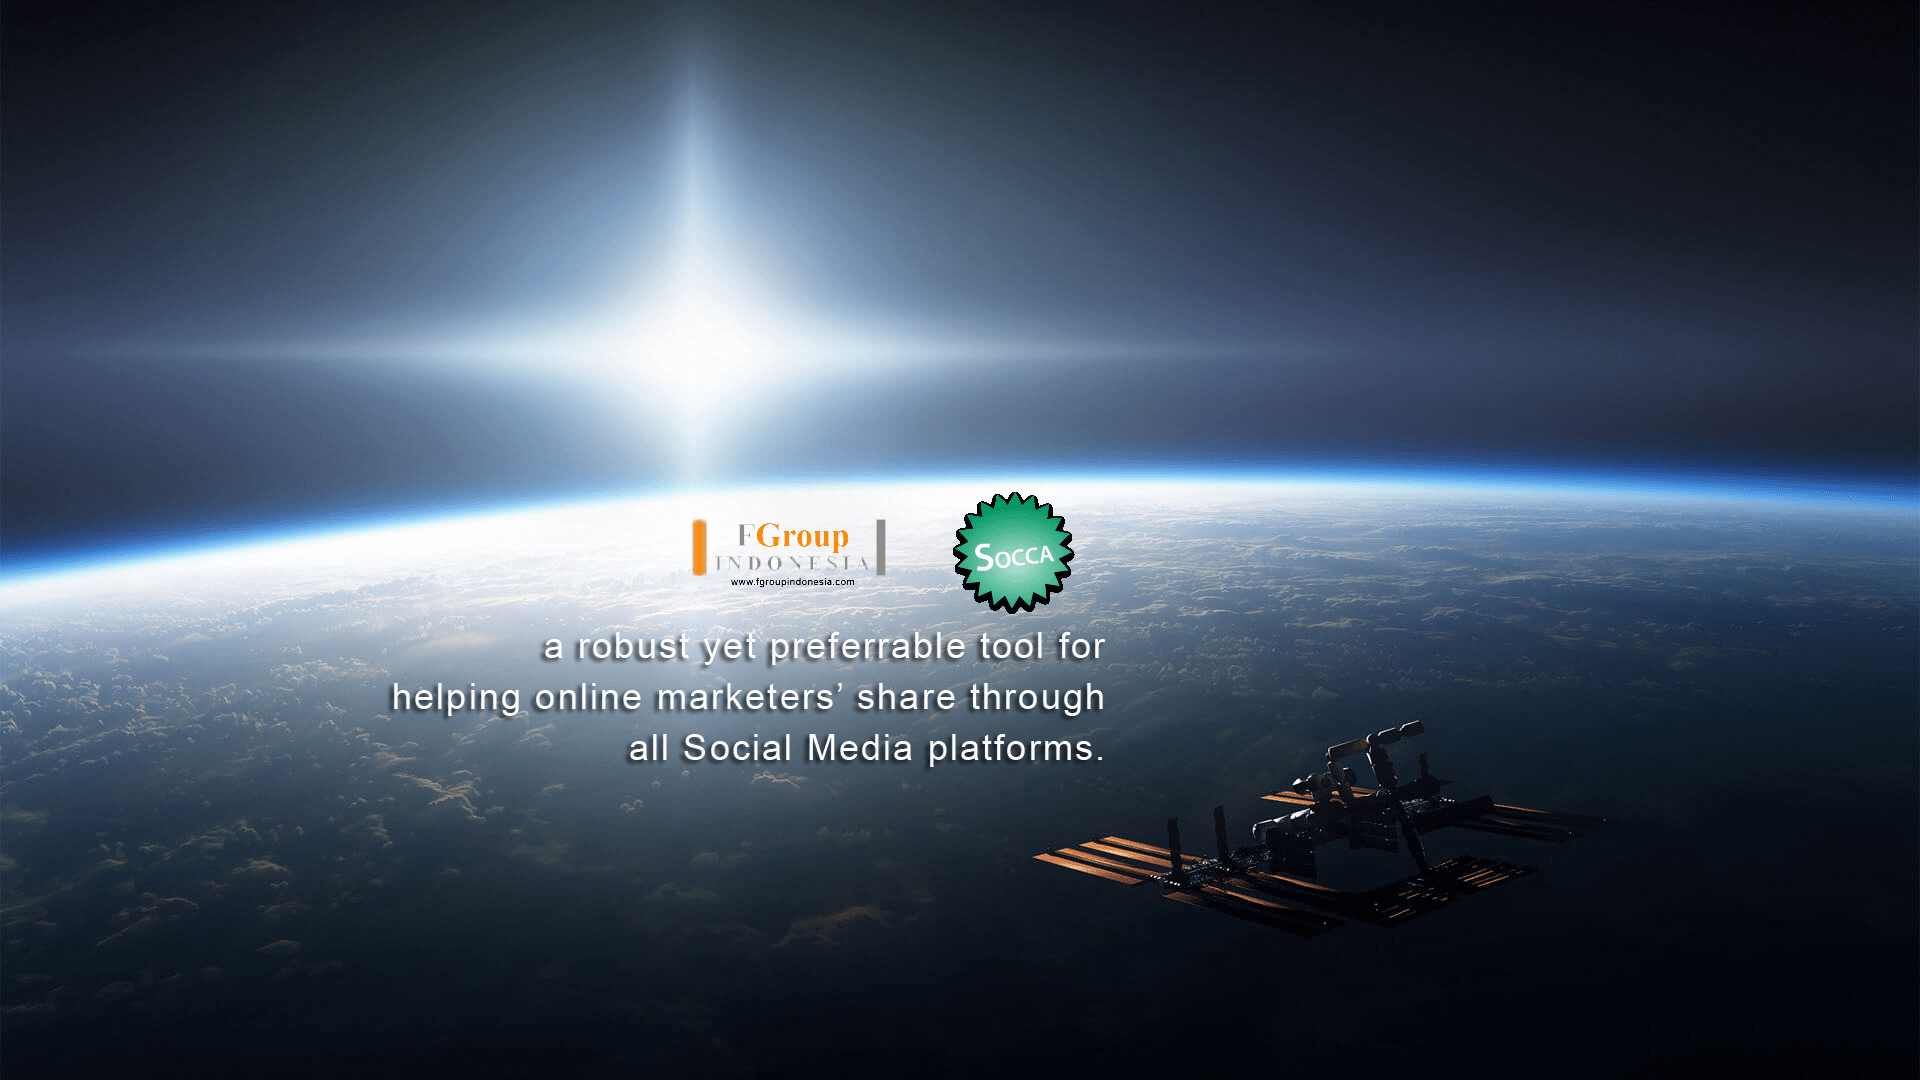 FGroup
INDONESIA
www.fgroupindonesia.com
SOCCA
a robust yet preferrable tool for
helping online marketers’ share through
all Social Media platforms.